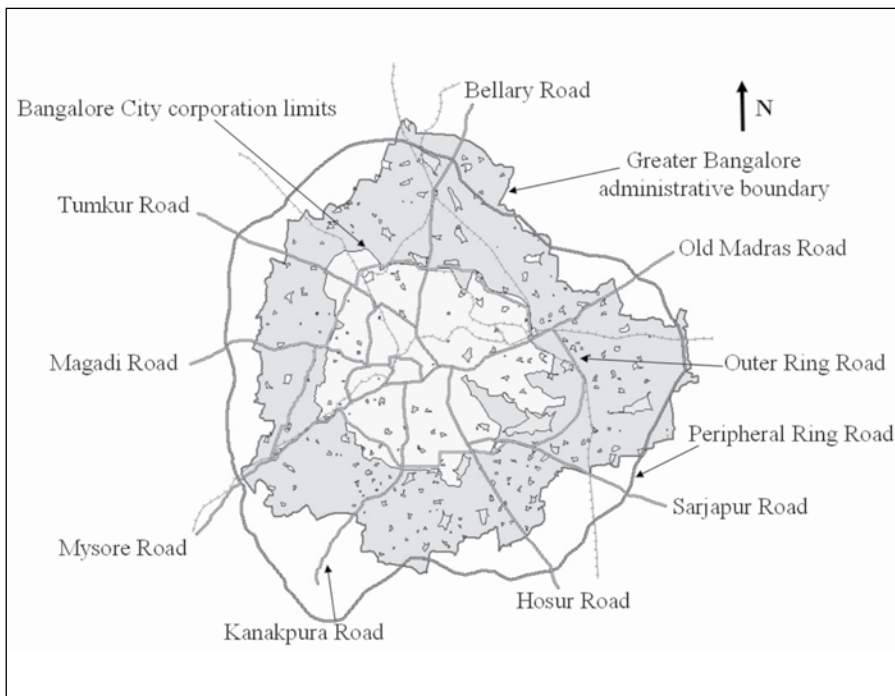 Bellary Road
Bangalore City corporation limits
N
Greater Bangalore
administrative boundary
Tumkur Road
Old Madras Road
Magadi Road
Outer Ring Road
Peripheral Ring Road
Sarjapur Road
Mysore Road
Hosur Road
Kanakpura Road